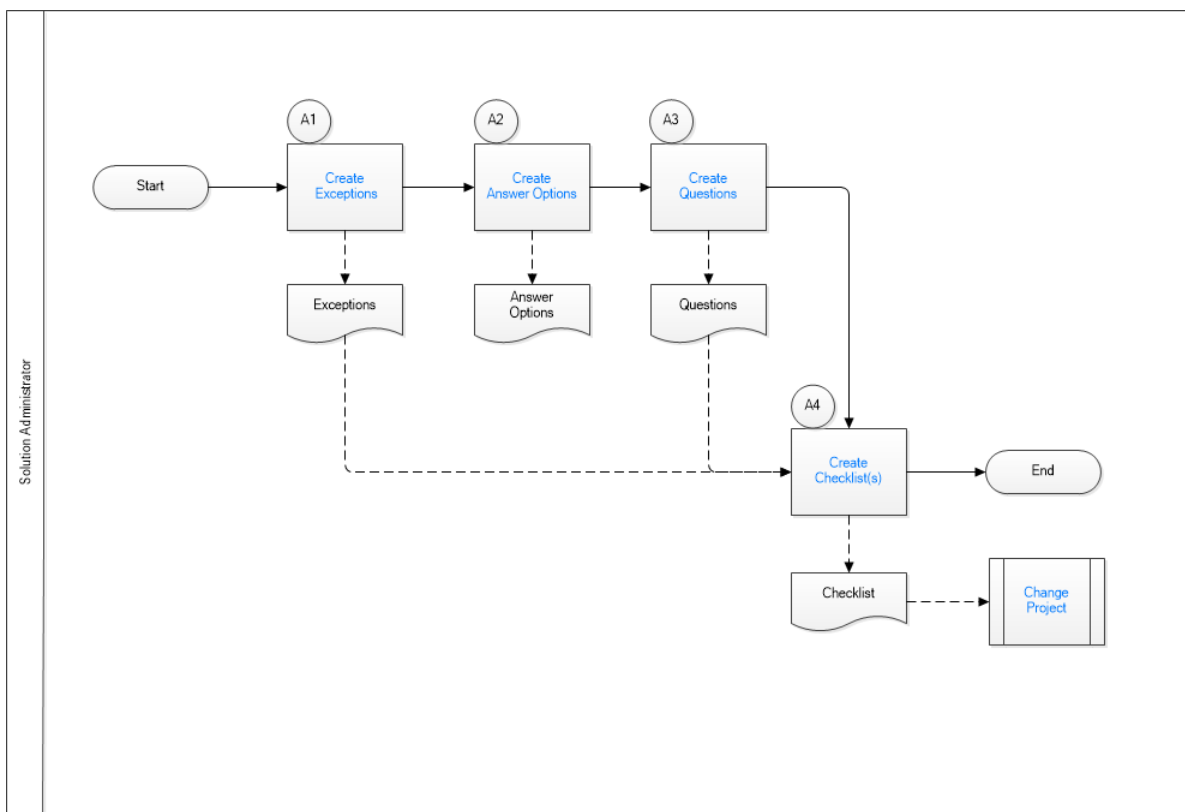 Solution Administrator
A1
A2
A3
Start
Create
Exceptions
Create
Answer Options
Create
Questions
Exceptions
Answer
Options
Questions
A4
Create
Checklist(s)
End
Checklist
Change
Project